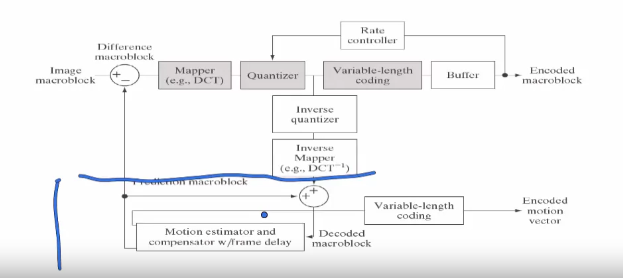 Rate
controller
Difference
macroblock
Image
macroblock
+
−
Mapper
(e.g., DCT)
Quantizer
Variable-length
coding
Buffer
Encoded
macroblock
Inverse
quantizer
Inverse
Mapper
(e.g., DCT⁻¹)
Prediction macroblock
+
+
Variable-length
coding
Encoded
motion
vector
Motion estimator and
compensator w/frame delay
Decoded
macroblock